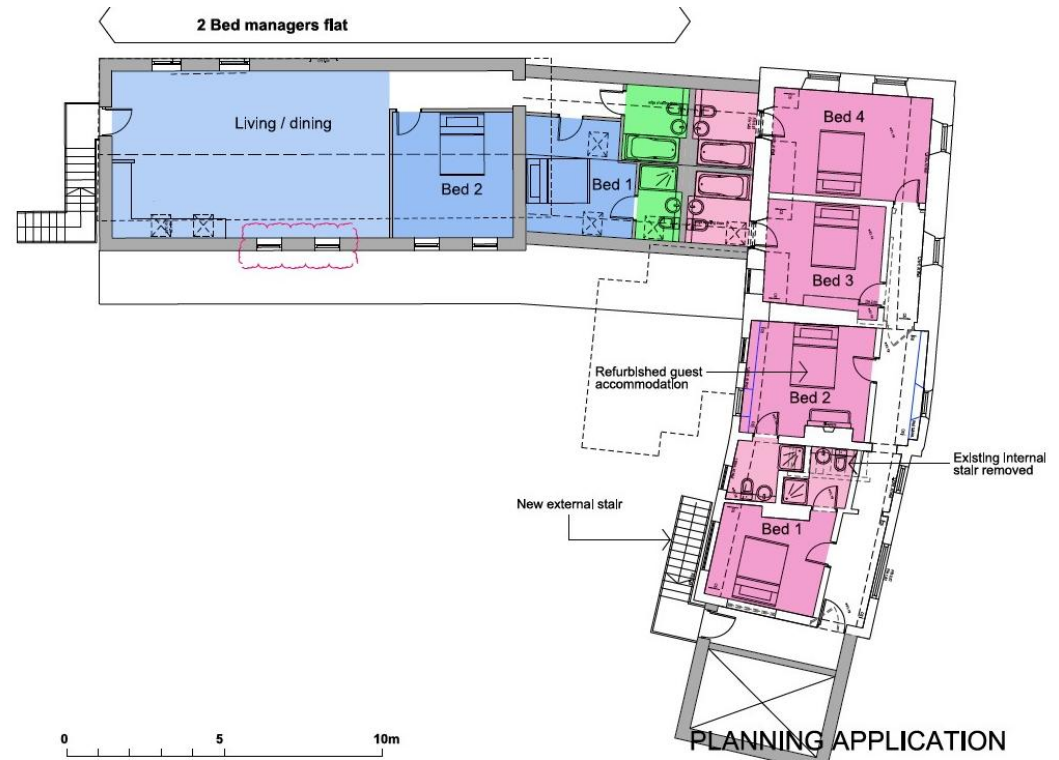 2 Bed managers flat
Living / dining
Bed 2
Bed 1
Bed 4
Bed 3
Refurbished guest
accommodation
Bed 2
Existing internal
stair removed
New external stair
Bed 1
0 5 10m
PLANNING APPLICATION